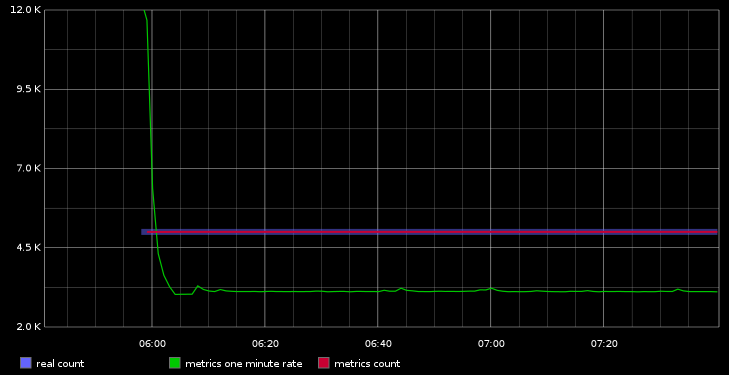 12.0 K
9.5 K
7.0 K
4.5 K
2.0 K
06:00 06:20 06:40 07:00 07:20
real count metrics one minute rate metrics count